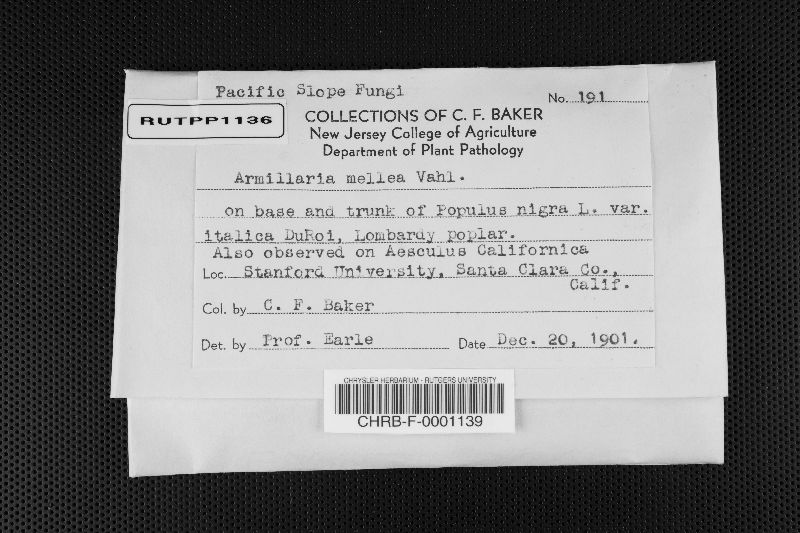 Pacific Slope Fungi
No. 191
RUTPP1136
COLLECTIONS OF C. F. BAKER
New Jersey College of Agriculture
Department of Plant Pathology
Armillaria mellea Vahl.
on base and trunk of Populus nigra L. var.
italica DuRoi, Lombardy poplar.
Also observed on Aesculus Californica
Loc. Stanford University, Santa Clara Co.,
Calif.
Col. by C. F. Baker
Det. by Prof. Earle Date Dec. 20, 1901.
CHRYSLER HERBARIUM - RUTGERS UNIVERSITY
CHRB-F-0001139